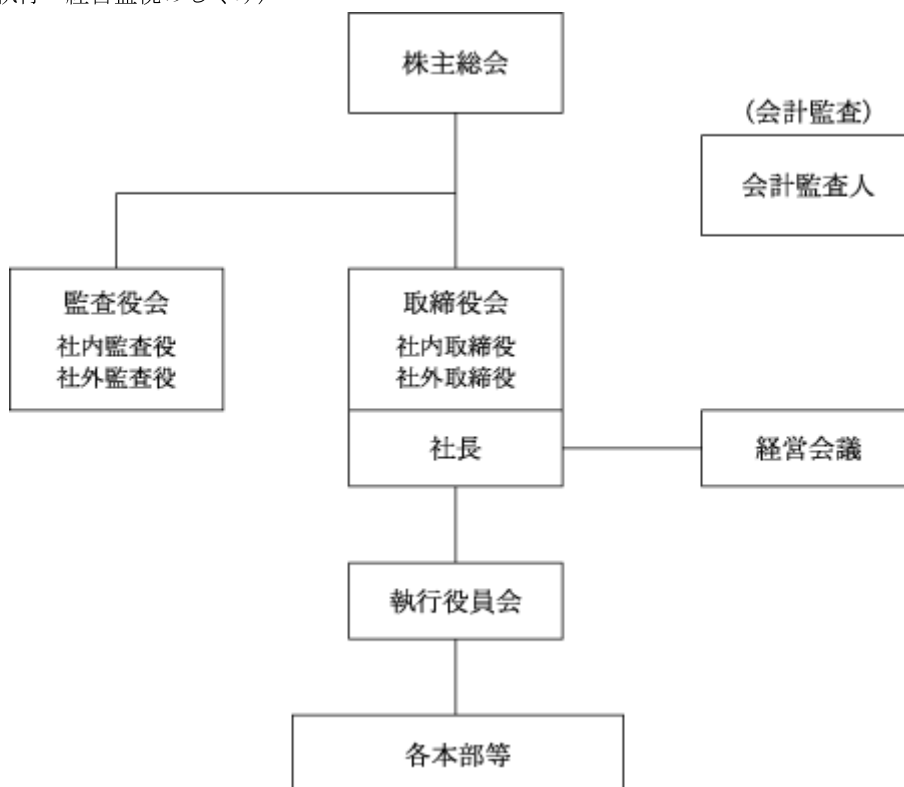 株主総会
(会計監査)
会計監査人
監査役会
社内監査役
社外監査役
取締役会
社内取締役
社外取締役
社長
経営会議
執行役員会
各本部等